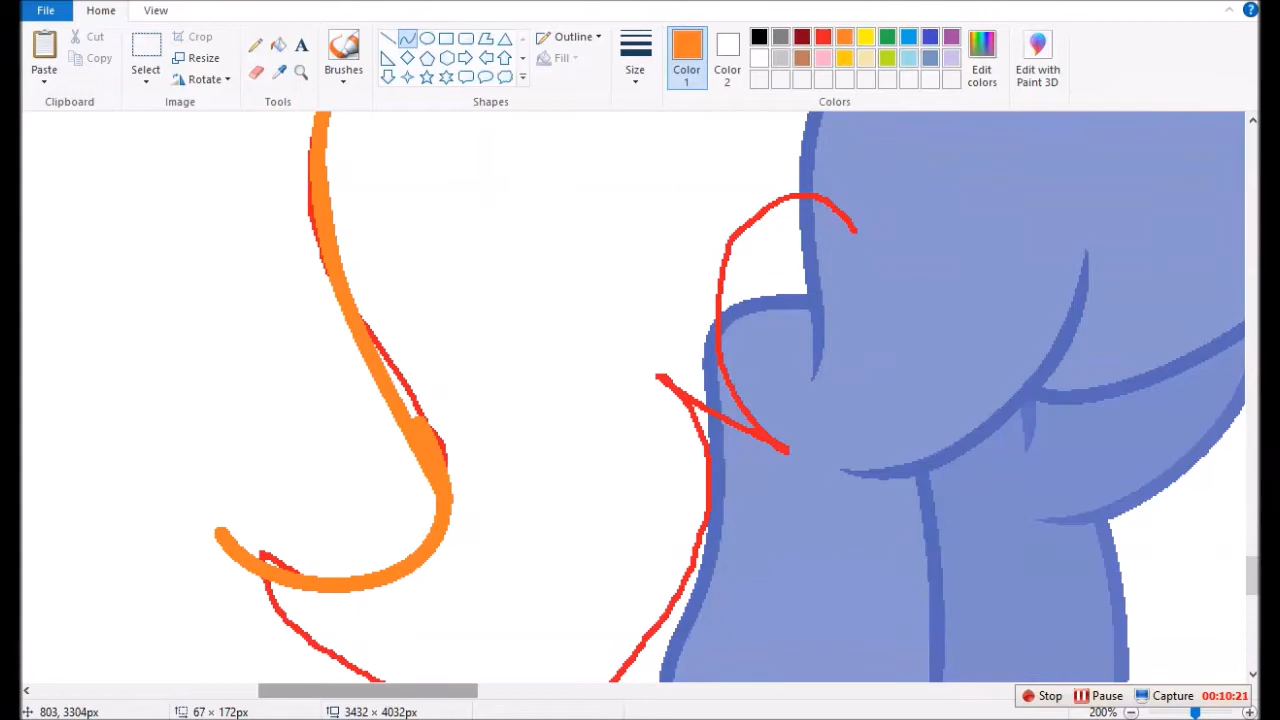 File Home View
Paste
Cut
Copy
Clipboard
Select
Crop
Resize
Rotate
Image
A
Tools
Brushes
Shapes
Outline
Fill
Size
Color 1
Color 2
Edit colors
Colors
Edit with Paint 3D
Stop Pause Capture 00:10:21
803, 3304px 67 × 172px 3432 × 4032px 200%